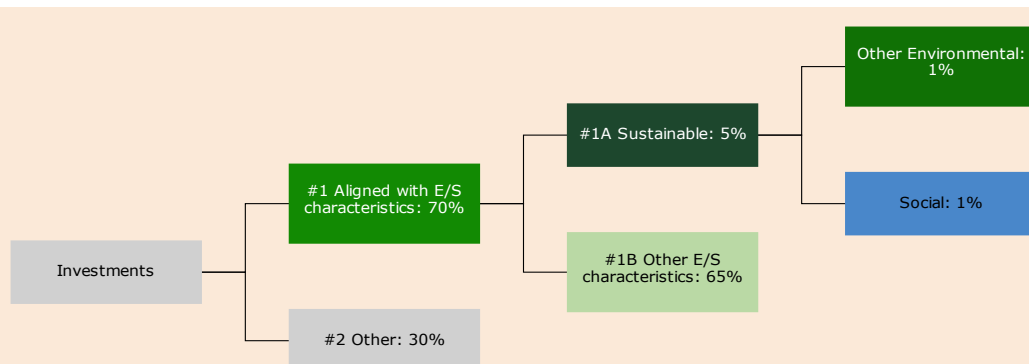 Other Environmental:
1%
#1A Sustainable: 5%
#1 Aligned with E/S
characteristics: 70%
Social: 1%
Investments
#1B Other E/S
characteristics: 65%
#2 Other: 30%